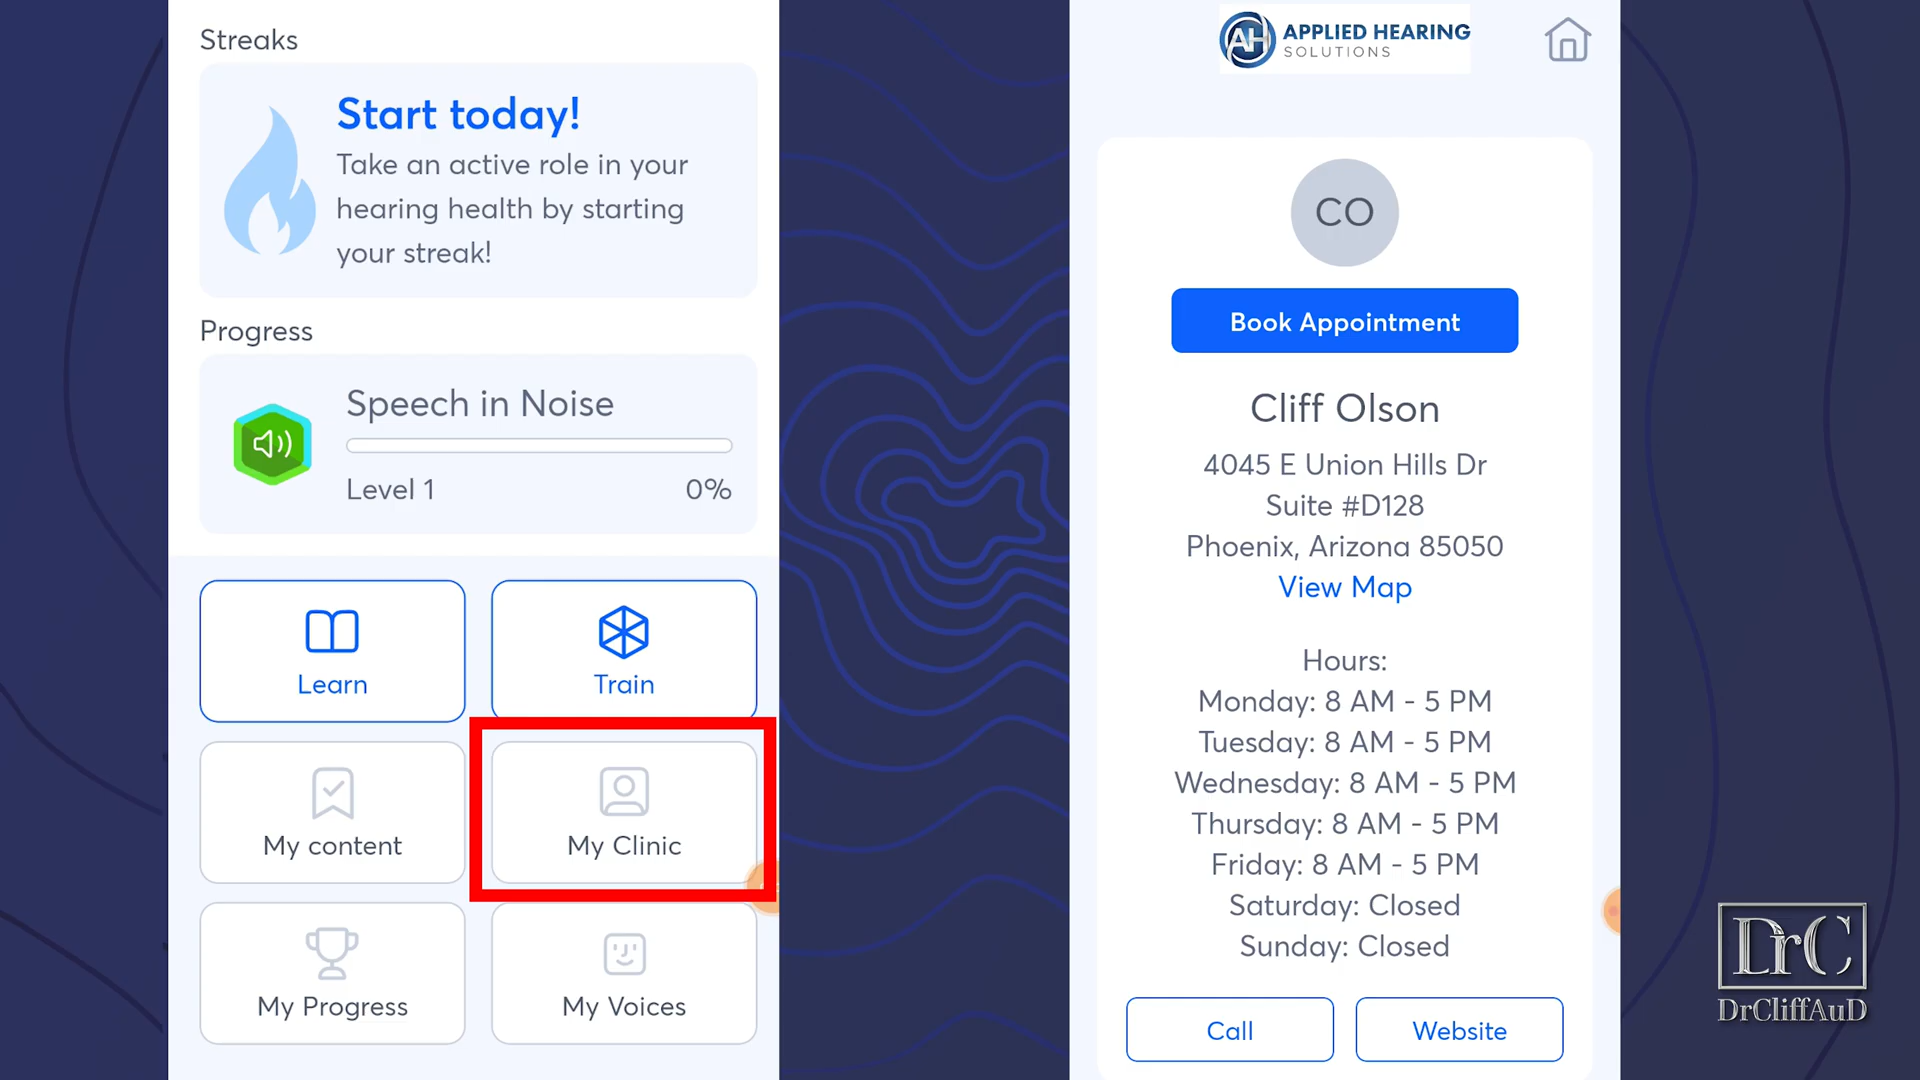 Streaks
Start today!
Take an active role in your
hearing health by starting
your streak!
Progress
Speech in Noise
Level 1 0%
Learn
Train
My content
My Clinic
My Progress
My Voices
AH APPLIED HEARING
SOLUTIONS
CO
Book Appointment
Cliff Olson
4045 E Union Hills Dr
Suite #D128
Phoenix, Arizona 85050
View Map
Hours:
Monday: 8 AM - 5 PM
Tuesday: 8 AM - 5 PM
Wednesday: 8 AM - 5 PM
Thursday: 8 AM - 5 PM
Friday: 8 AM - 5 PM
Saturday: Closed
Sunday: Closed
Call
Website
DrC
DrCliffAuD